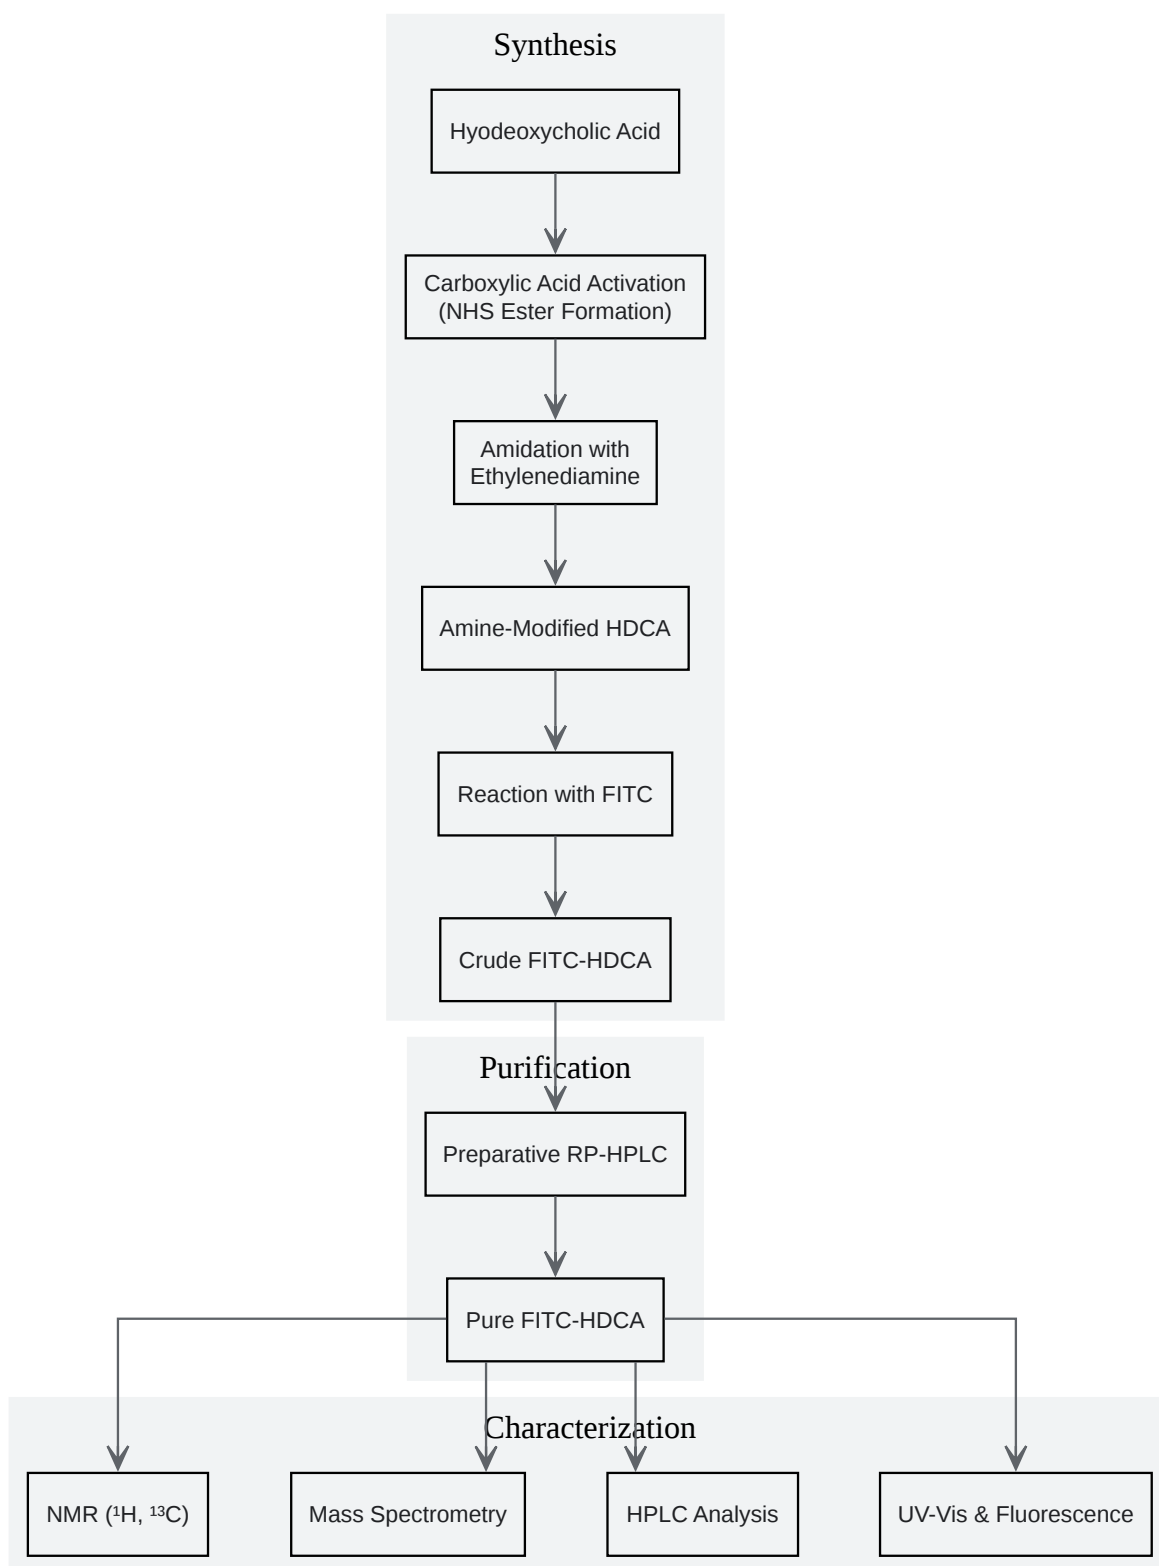 Synthesis
Hyodeoxycholic Acid
Carboxylic Acid Activation
(NHS Ester Formation)
Amidation with
Ethylenediamine
Amine-Modified HDCA
Reaction with FITC
Crude FITC-HDCA
Purification
Preparative RP-HPLC
Pure FITC-HDCA
Characterization
NMR (¹H, ¹³C)
Mass Spectrometry
HPLC Analysis
UV-Vis & Fluorescence